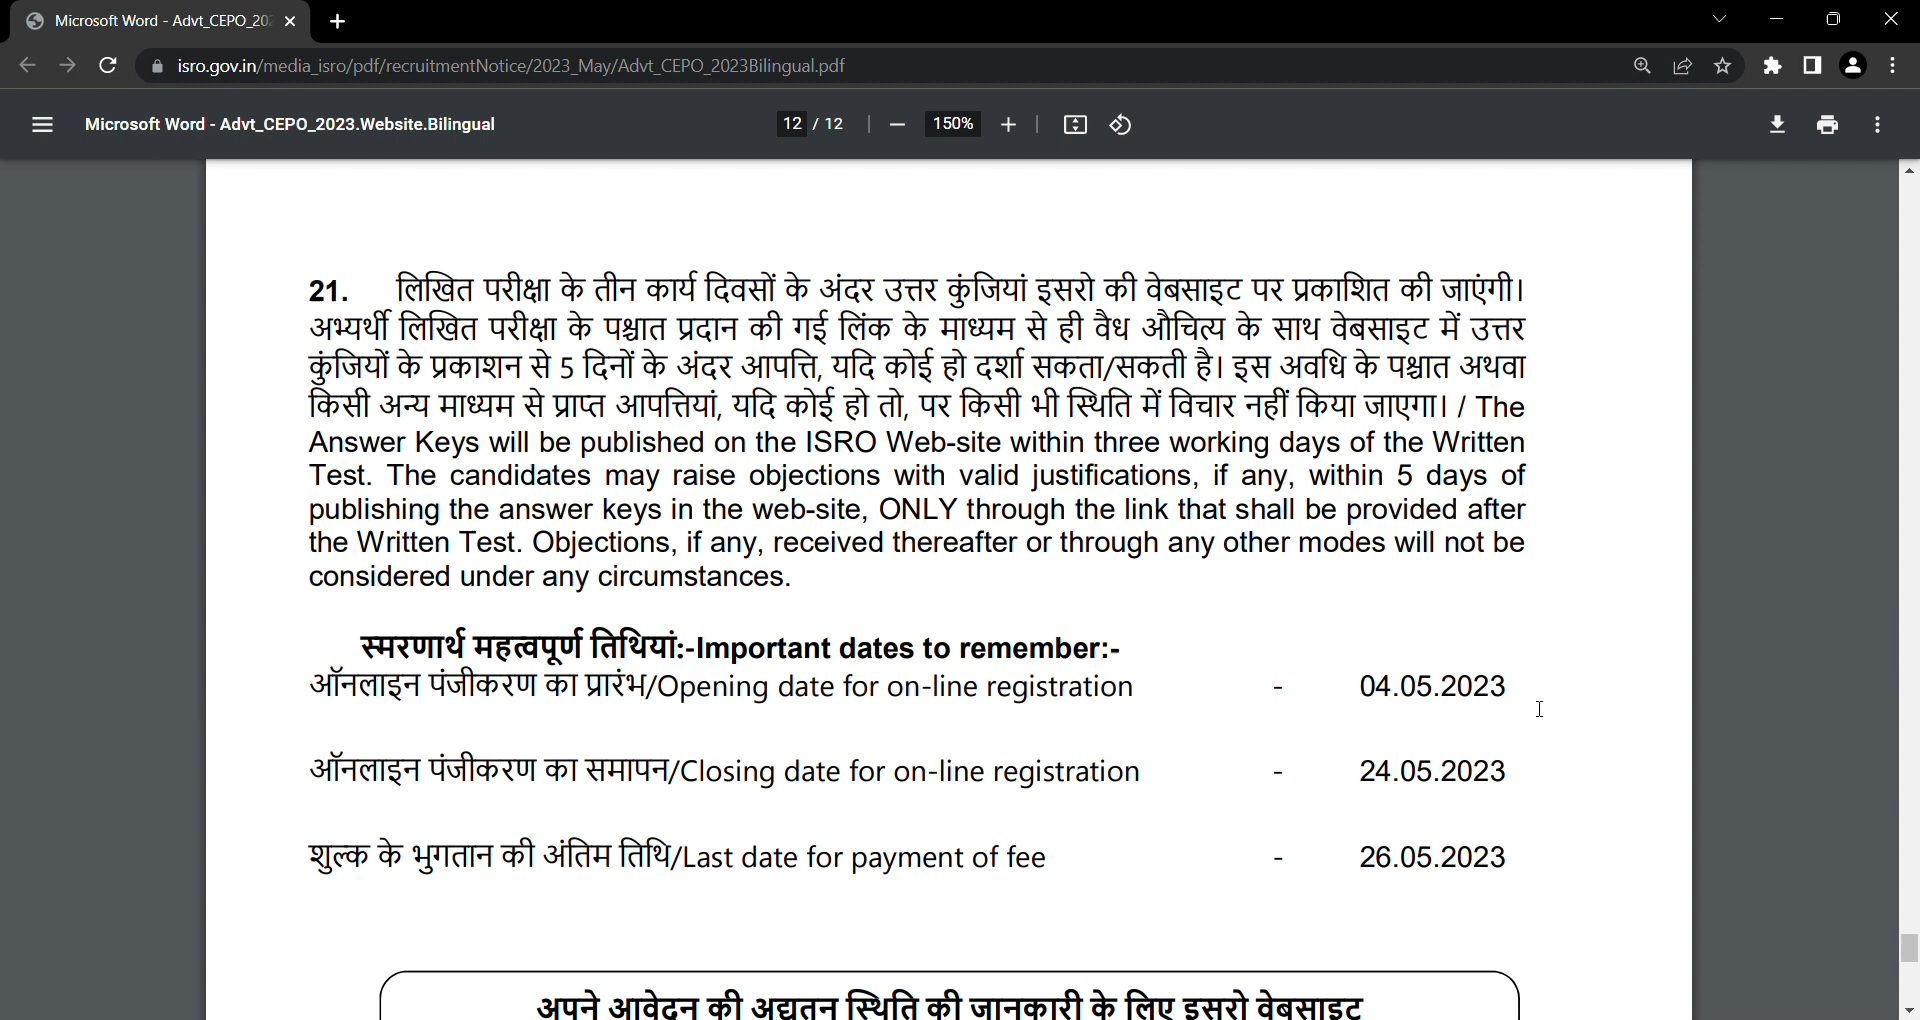 Microsoft Word - Advt_CEPO_202
isro.gov.in/media_isro/pdf/recruitmentNotice/2023_May/Advt_CEPO_2023Bilingual.pdf
Microsoft Word - Advt_CEPO_2023.Website.Bilingual
12 / 12
150%
21. लिखित परीक्षा के तीन कार्य दिवसों के अंदर उत्तर कुंजियां इसरो की वेबसाइट पर प्रकाशित की जाएंगी।
अभ्यर्थी लिखित परीक्षा के पश्चात प्रदान की गई लिंक के माध्यम से ही वैध औचित्य के साथ वेबसाइट में उत्तर
कुंजियों के प्रकाशन से 5 दिनों के अंदर आपत्ति, यदि कोई हो दर्शा सकता/सकती है। इस अवधि के पश्चात अथवा
किसी अन्य माध्यम से प्राप्त आपत्तियां, यदि कोई हो तो, पर किसी भी स्थिति में विचार नहीं किया जाएगा। / The
Answer Keys will be published on the ISRO Web-site within three working days of the Written
Test. The candidates may raise objections with valid justifications, if any, within 5 days of
publishing the answer keys in the web-site, ONLY through the link that shall be provided after
the Written Test. Objections, if any, received thereafter or through any other modes will not be
considered under any circumstances.
स्मरणार्थ महत्वपूर्ण तिथियां:-Important dates to remember:-
ऑनलाइन पंजीकरण का प्रारंभ/Opening date for on-line registration - 04.05.2023
ऑनलाइन पंजीकरण का समापन/Closing date for on-line registration - 24.05.2023
शुल्क के भुगतान की अंतिम तिथि/Last date for payment of fee - 26.05.2023
अपने आवेदन की अद्यतन स्थिति की जानकारी के लिए इसरो वेबसाइट